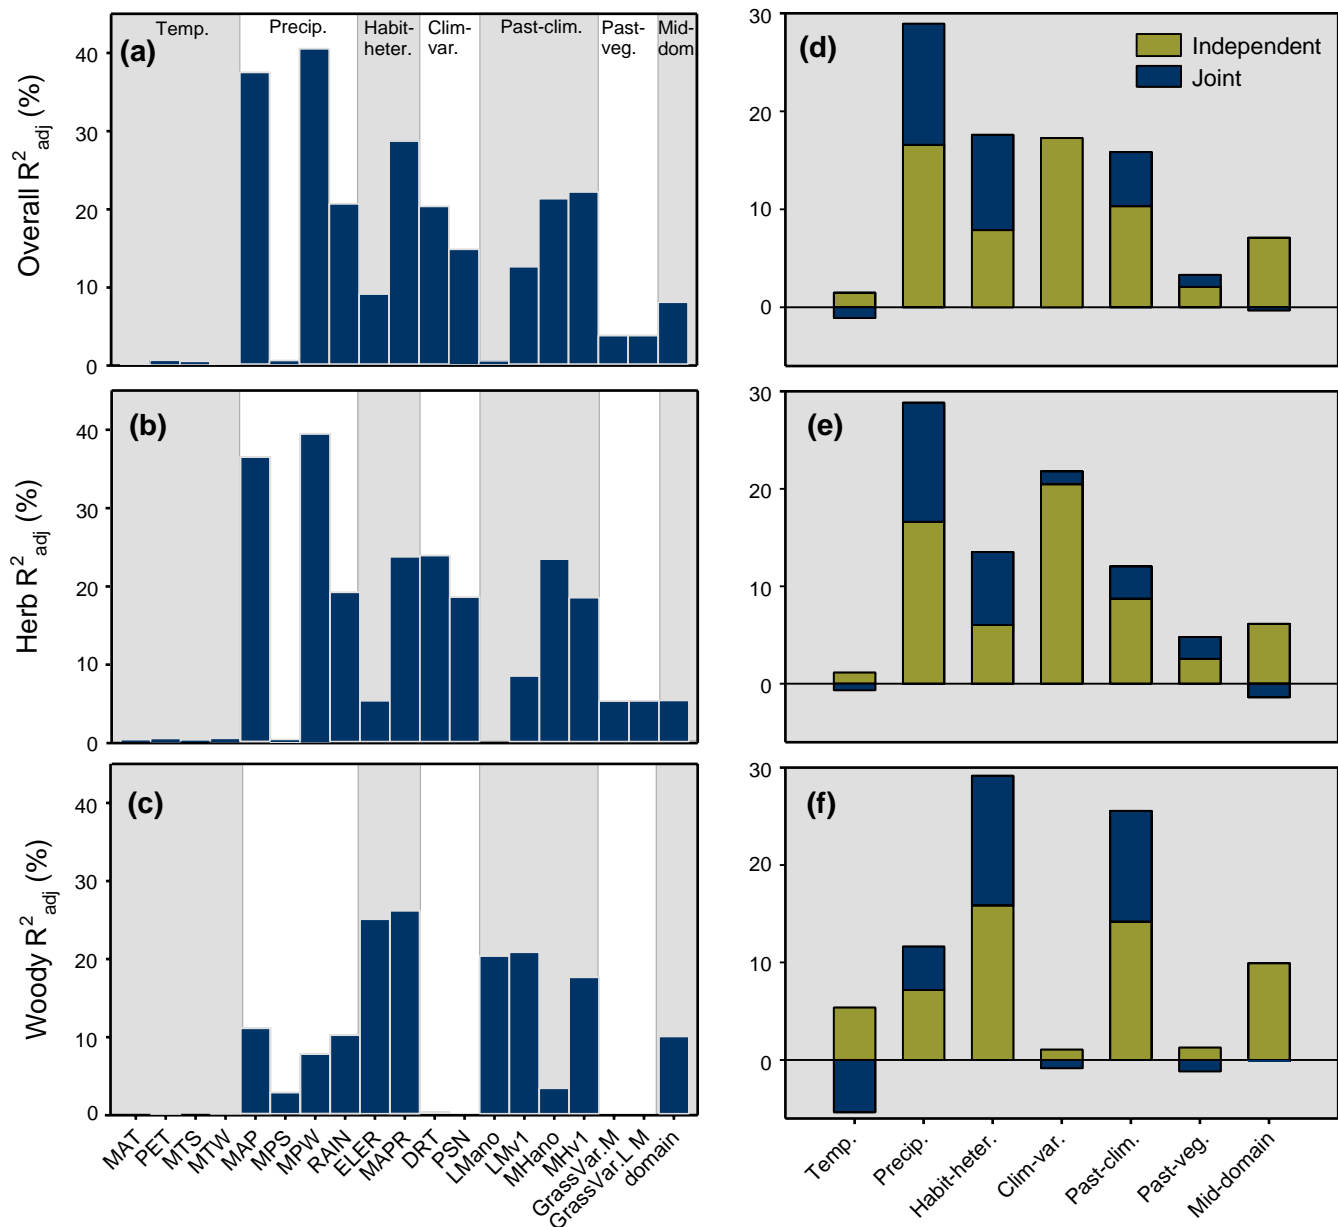 Temp.
Precip.
Habit-
heter.
Clim-
var.
Past-clim.
Past-
veg.
Mid-
dom
(a)
Overall R²adj (%)
40
30
20
10
0
(d)
Independent
Joint
30
20
10
0
(b)
Herb R²adj (%)
40
30
20
10
0
(e)
30
20
10
0
(c)
Woody R²adj (%)
40
30
20
10
0
MAT
PET
MTS
MTW
MAP
MPS
MPW
RAIN
ELER
MAPR
DRT
PSN
LMano
LMv1
MHano
MHv1
GrassVar.M
GrassVar.L M
domain
(f)
30
20
10
0
Temp.
Precip.
Habit-heter.
Clim-var.
Past-clim.
Past-veg.
Mid-domain